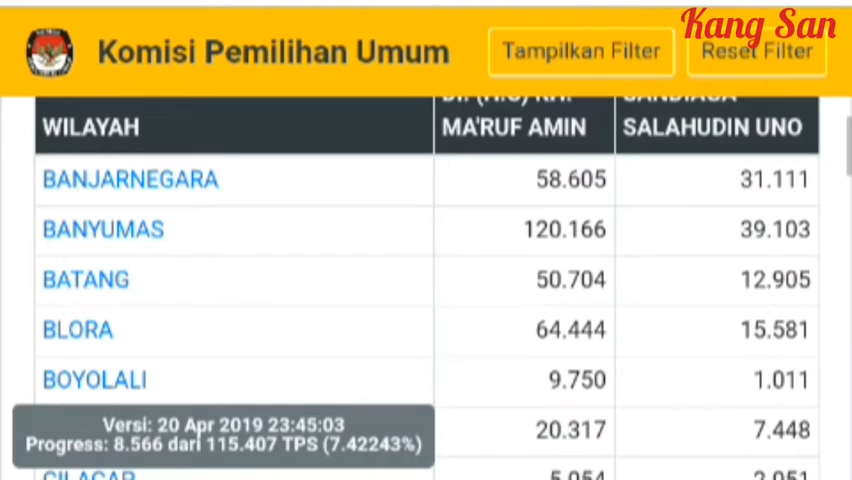 Kang San
Komisi Pemilihan Umum
Tampilkan Filter
Reset Filter
WILAYAH
MA'RUF AMIN
SALAHUDIN UNO
BANJARNEGARA 58.605 31.111
BANYUMAS 120.166 39.103
BATANG 50.704 12.905
BLORA 64.444 15.581
BOYOLALI 9.750 1.011
20.317 7.448
Versi: 20 Apr 2019 23:45:03
Progress: 8.566 dari 115.407 TPS (7.42243%)